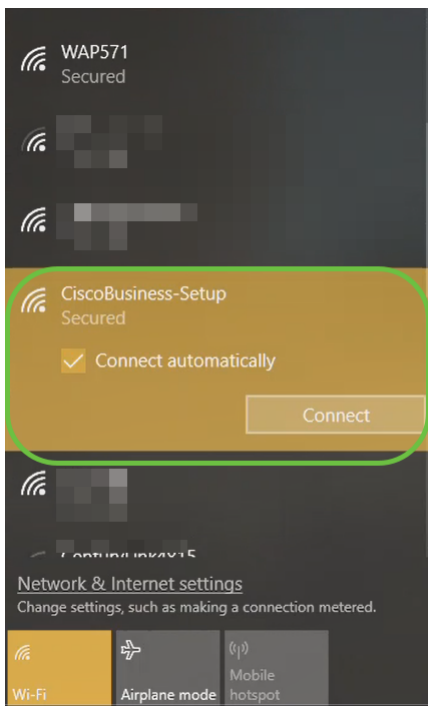 WAP571
Secured
CiscoBusiness-Setup
Secured
Connect automatically
Connect
CenturyLink4X15
Network & Internet settings
Change settings, such as making a connection metered.
Wi-Fi
Airplane mode
Mobile
hotspot